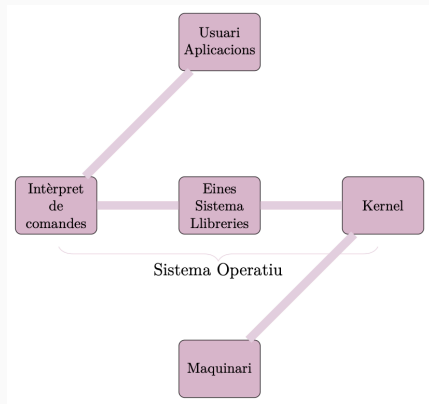 Usuari
Aplicacions
Intèrpret
de
comandes
Eines
Sistema
Llibreries
Kernel
Sistema Operatiu
Maquinari